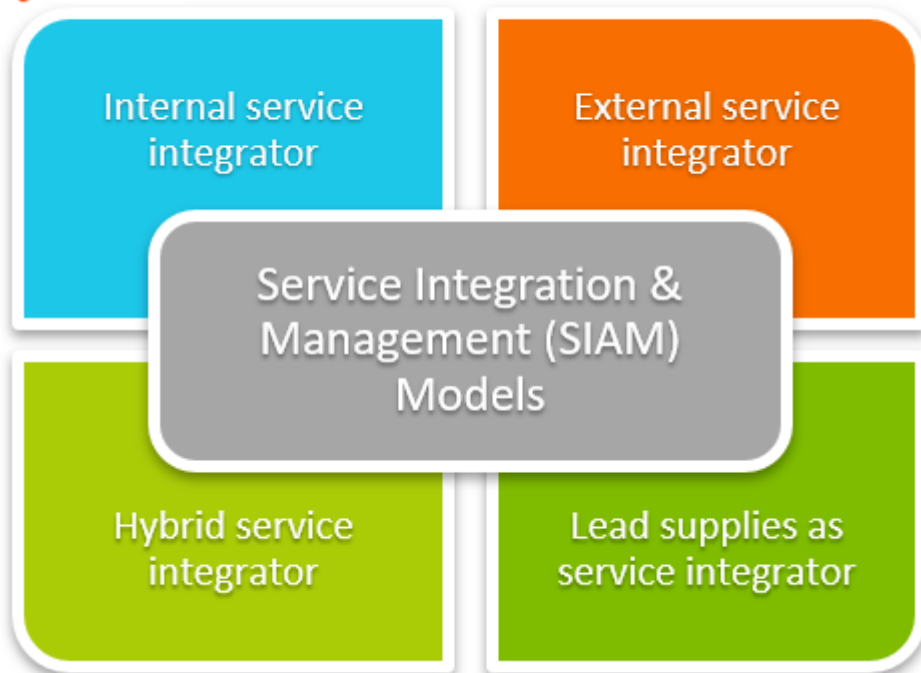 Internal service
integrator
External service
integrator
Service Integration &
Management (SIAM)
Models
Hybrid service
integrator
Lead supplies as
service integrator